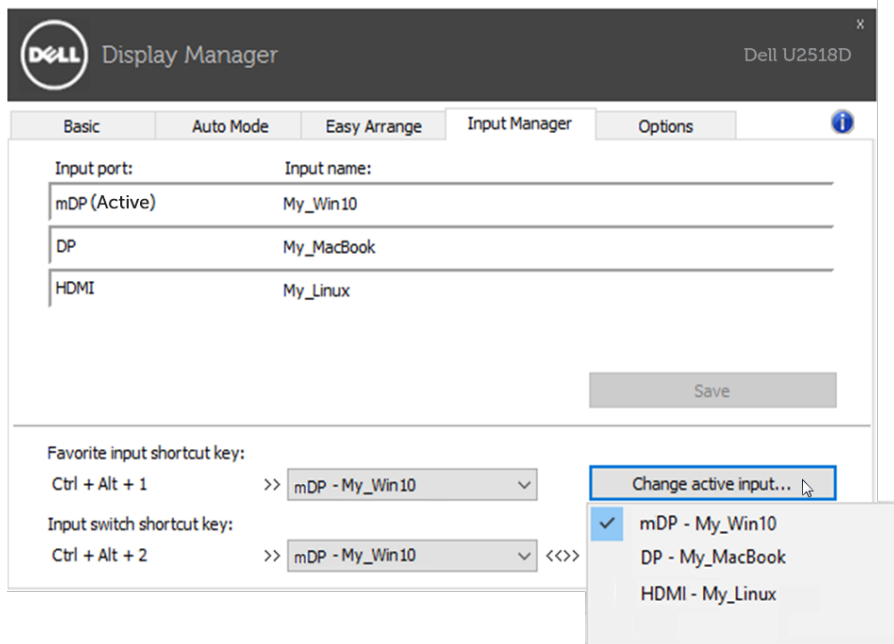 DELL Display Manager
x
Dell U2518D
Basic Auto Mode Easy Arrange Input Manager Options i
Input port: Input name:
mDP (Active) My_Win10
DP My_MacBook
HDMI My_Linux
Save
Favorite input shortcut key:
Ctrl + Alt + 1 >> mDP - My_Win10 Change active input...
Input switch shortcut key:
Ctrl + Alt + 2 >> mDP - My_Win10 <<>>
mDP - My_Win10
DP - My_MacBook
HDMI - My_Linux